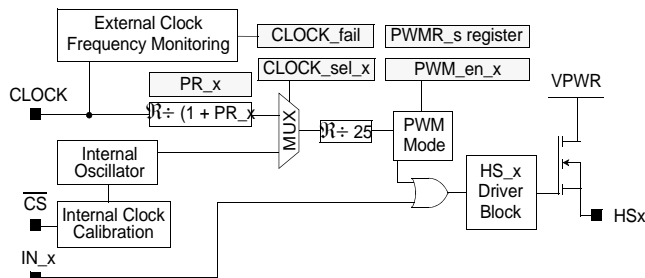 External Clock
Frequency Monitoring
CLOCK_fail
PWMR_s register
PR_x
CLOCK_sel_x
PWM_en_x
VPWR
CLOCK
ℜ÷ (1 + PR_x
MUX
ℜ÷ 25
PWM
Mode
Internal
Oscillator
HS_x
Driver
Block
CS
Internal Clock
Calibration
HSx
IN_x